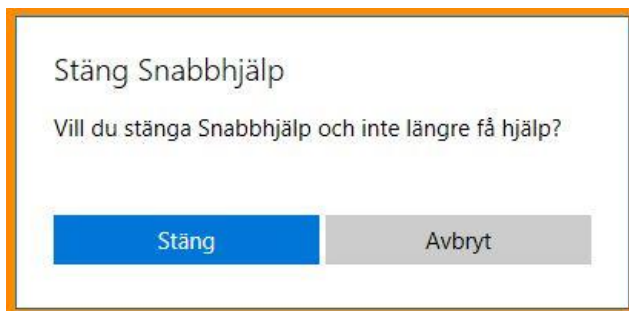 Stäng Snabbhjälp
Vill du stänga Snabbhjälp och inte längre få hjälp?
Stäng
Avbryt